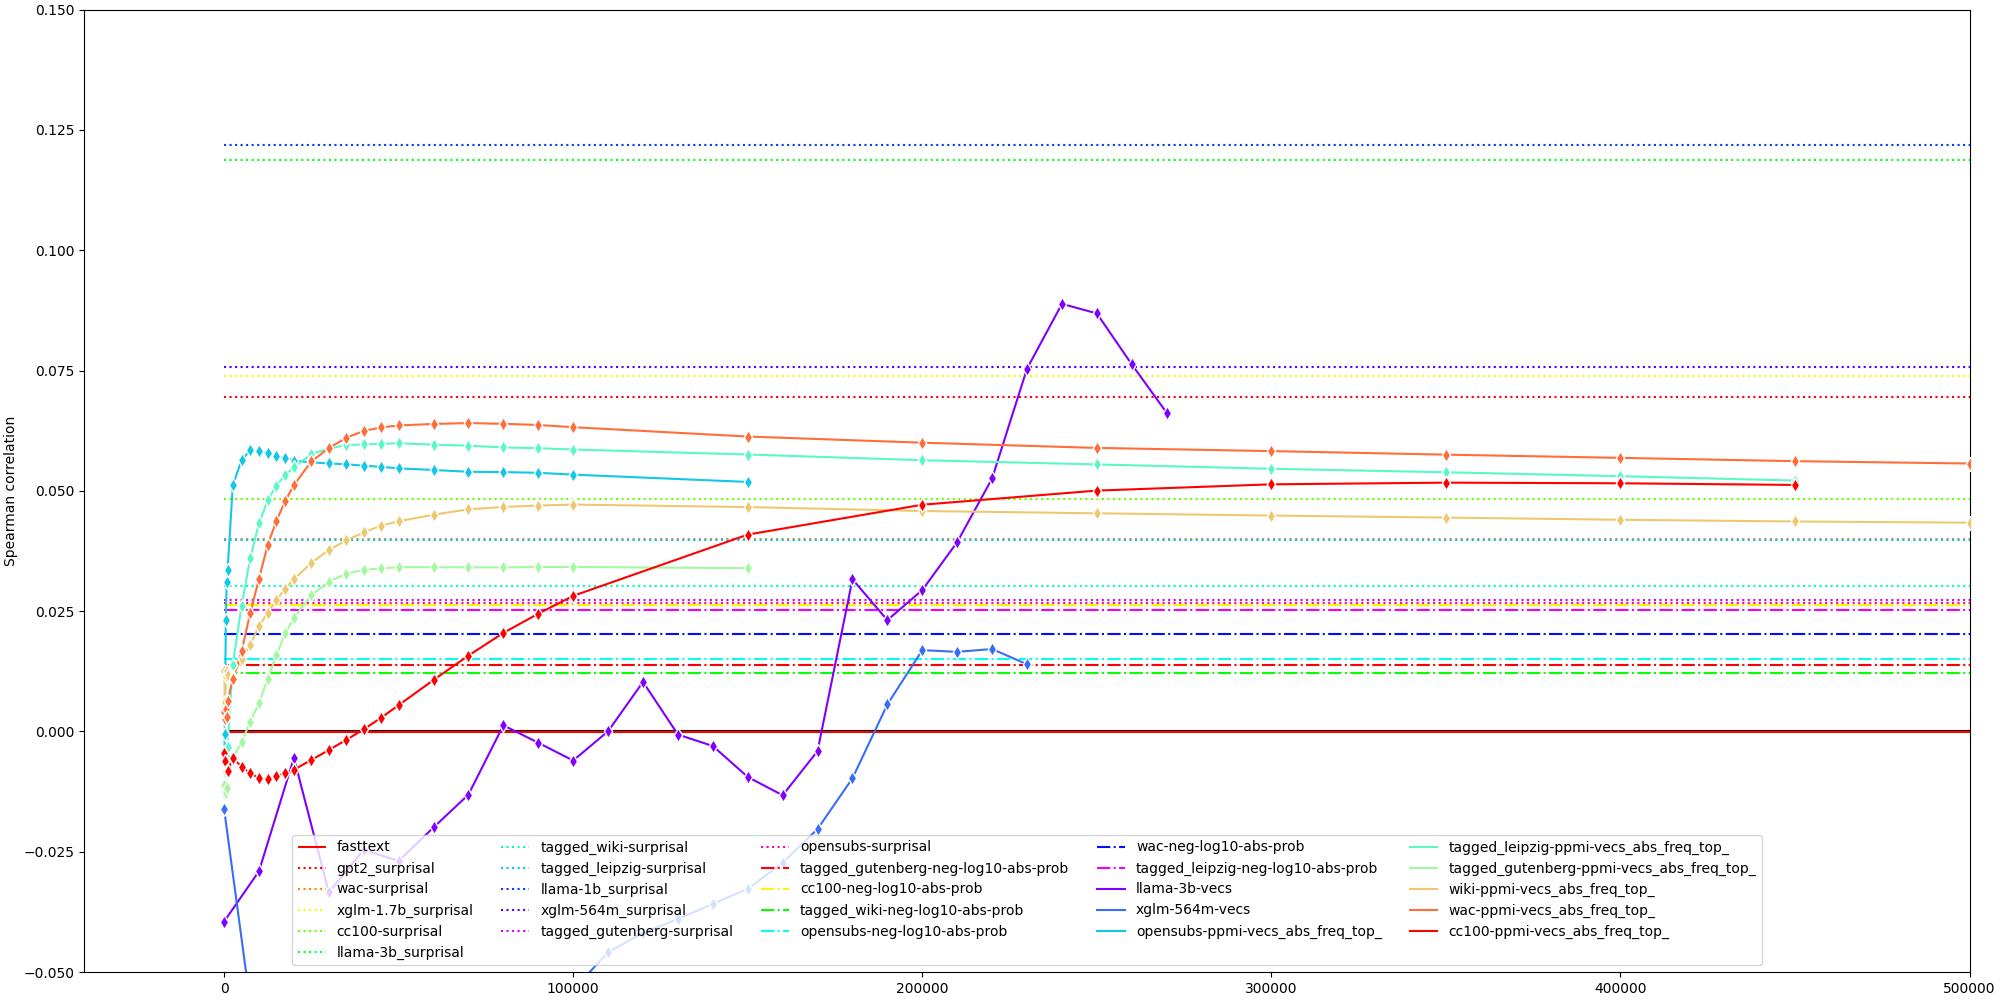 0.150
0.125
0.100
0.075
0.050
0.025
0.000
−0.025
−0.050
Spearman correlation
0
100000
200000
300000
400000
500000
fasttext
gpt2_surprisal
wac-surprisal
xglm-1.7b_surprisal
cc100-surprisal
llama-3b_surprisal
tagged_wiki-surprisal
tagged_leipzig-surprisal
llama-1b_surprisal
xglm-564m_surprisal
tagged_gutenberg-surprisal
opensubs-surprisal
tagged_gutenberg-neg-log10-abs-prob
cc100-neg-log10-abs-prob
tagged_wiki-neg-log10-abs-prob
opensubs-neg-log10-abs-prob
wac-neg-log10-abs-prob
tagged_leipzig-neg-log10-abs-prob
llama-3b-vecs
xglm-564m-vecs
opensubs-ppmi-vecs_abs_freq_top_
tagged_leipzig-ppmi-vecs_abs_freq_top_
tagged_gutenberg-ppmi-vecs_abs_freq_top_
wiki-ppmi-vecs_abs_freq_top_
wac-ppmi-vecs_abs_freq_top_
cc100-ppmi-vecs_abs_freq_top_